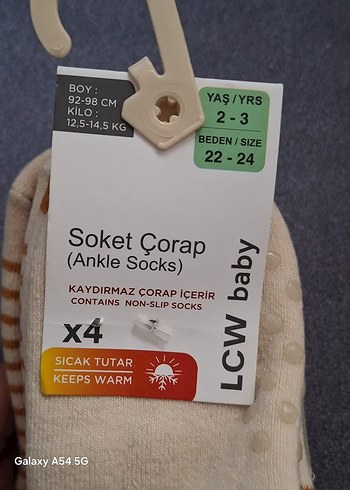 BOY :
92-98 CM
KİLO :
12,5-14,5 KG
YAŞ / YRS
2 - 3
BEDEN / SIZE
22 - 24
Soket Çorap
(Ankle Socks)
KAYDIRMAZ ÇORAP İÇERİR
CONTAINS NON-SLIP SOCKS
x4
SICAK TUTAR
KEEPS WARM
LCW baby
Galaxy A54 5G